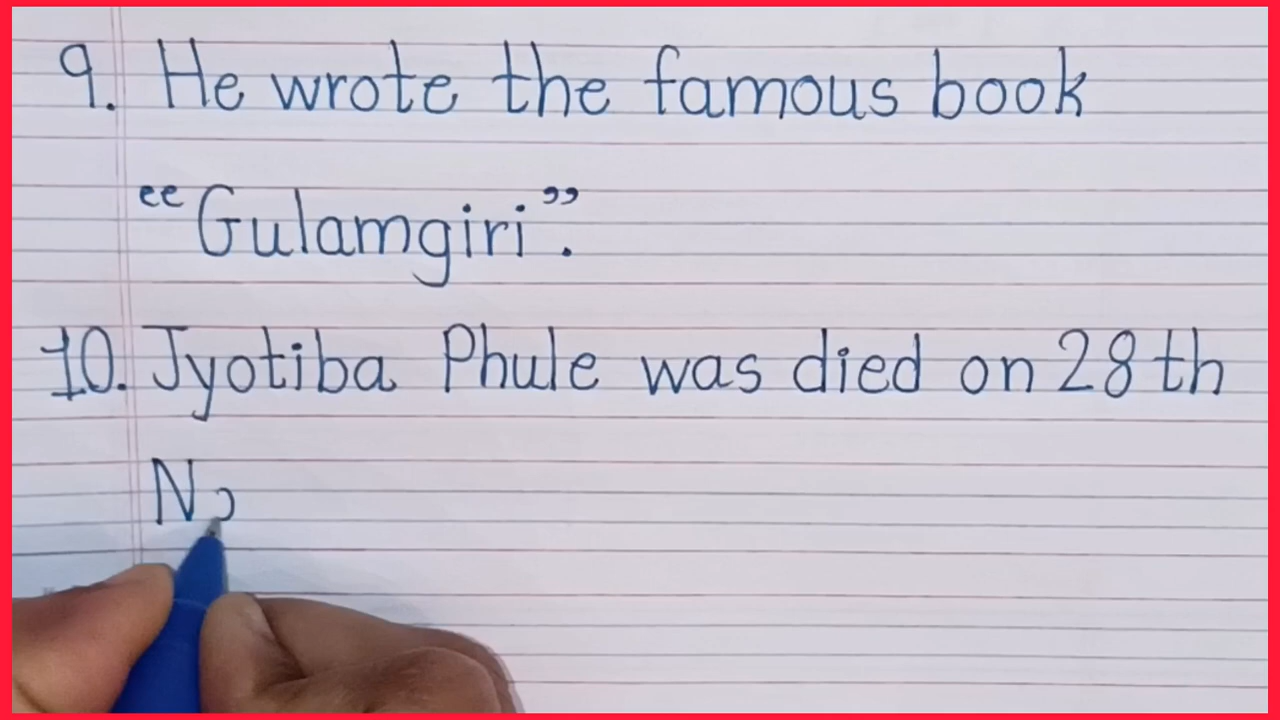 9. He wrote the famous book
“Gulamgiri”.
10. Jyotiba Phule was died on 28th